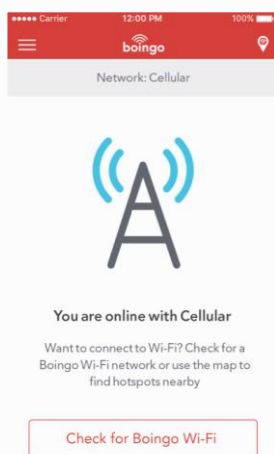 Carrier 12:00 PM 100%
boingo
Network: Cellular
You are online with Cellular
Want to connect to Wi-Fi? Check for a
Boingo Wi-Fi network or use the map to
find hotspots nearby
Check for Boingo Wi-Fi